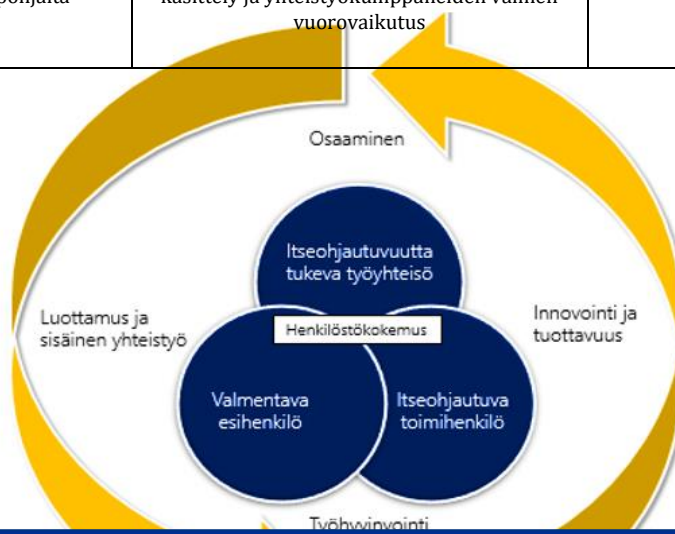 vuorovaikutus
Osaaminen
Itseohjautuvuutta
tukeva työyhteisö
Luottamus ja
sisäinen yhteistyö
Henkilöstökokemus
Innovointi ja
tuottavuus
Valmentava
esihenkilö
Itseohjautuva
toimihenkilö
Työhyvinvointi